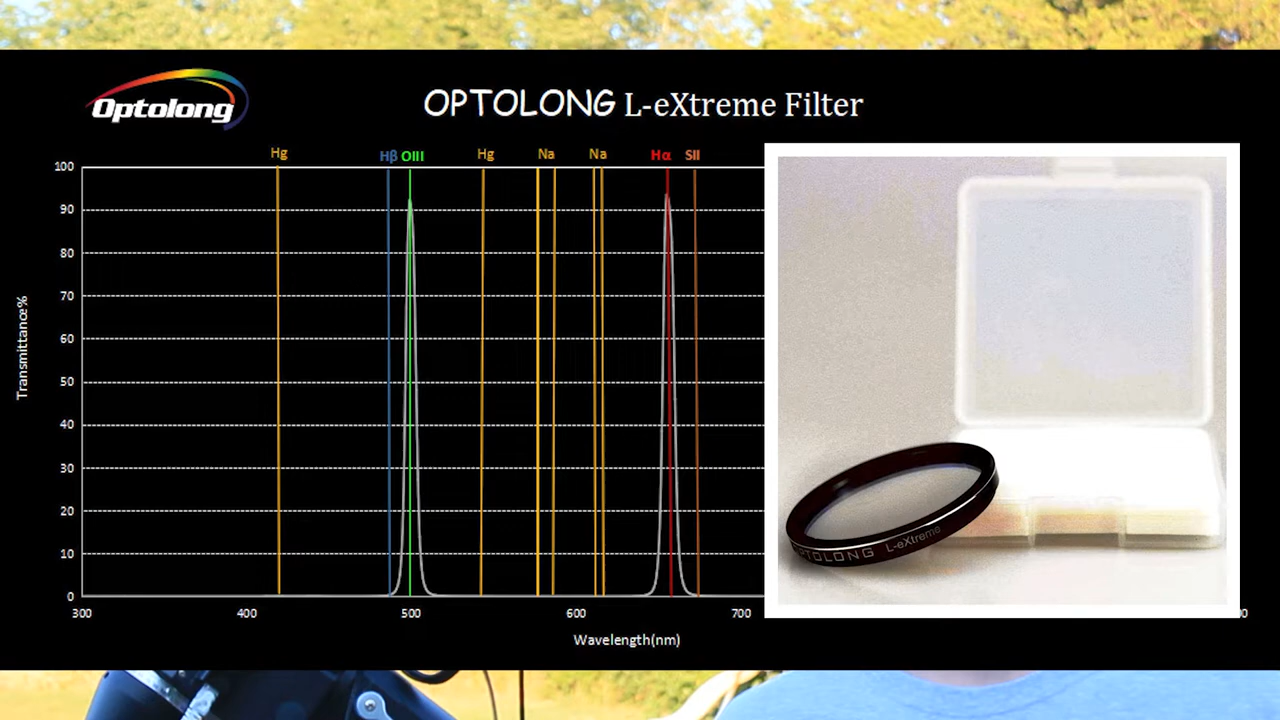 Optolong
OPTOLONG L-eXtreme Filter
Hg
Hβ OIII
Hg
Na
Na
Hα
SII
Transmittance%
100
90
80
70
60
50
40
30
20
10
0
300
400
500
600
700
Wavelength(nm)
OPTOLONG L-eXtreme